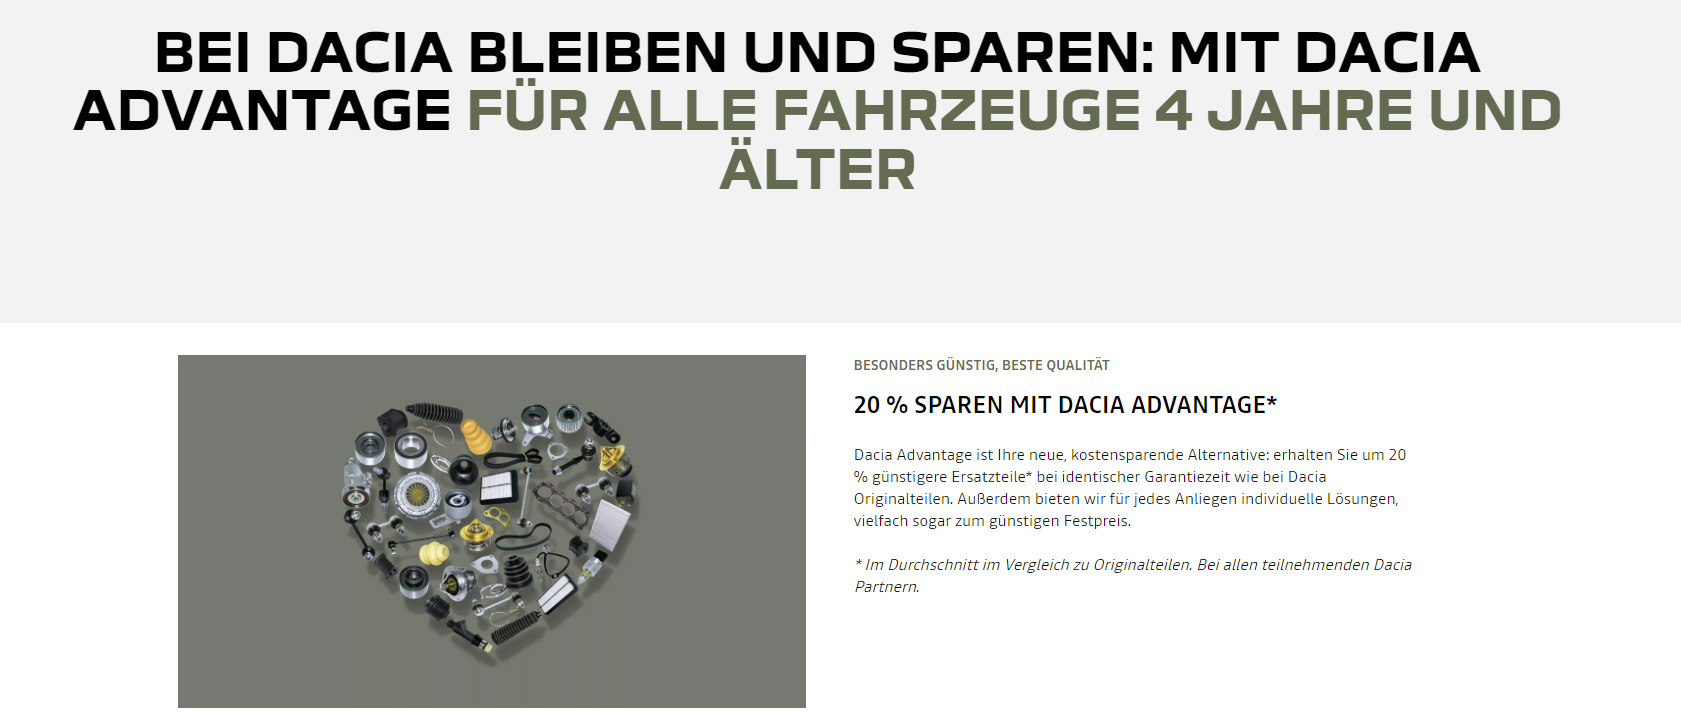 BEI DACIA BLEIBEN UND SPAREN: MIT DACIA
ADVANTAGE FÜR ALLE FAHRZEUGE 4 JAHRE UND
ÄLTER
BESONDERS GÜNSTIG, BESTE QUALITÄT
20 % SPAREN MIT DACIA ADVANTAGE*
Dacia Advantage ist Ihre neue, kostensparende Alternative: erhalten Sie um 20
% günstigere Ersatzteile* bei identischer Garantiezeit wie bei Dacia
Originalteilen. Außerdem bieten wir für jedes Anliegen individuelle Lösungen,
vielfach sogar zum günstigen Festpreis.
* Im Durchschnitt im Vergleich zu Originalteilen. Bei allen teilnehmenden Dacia
Partnern.